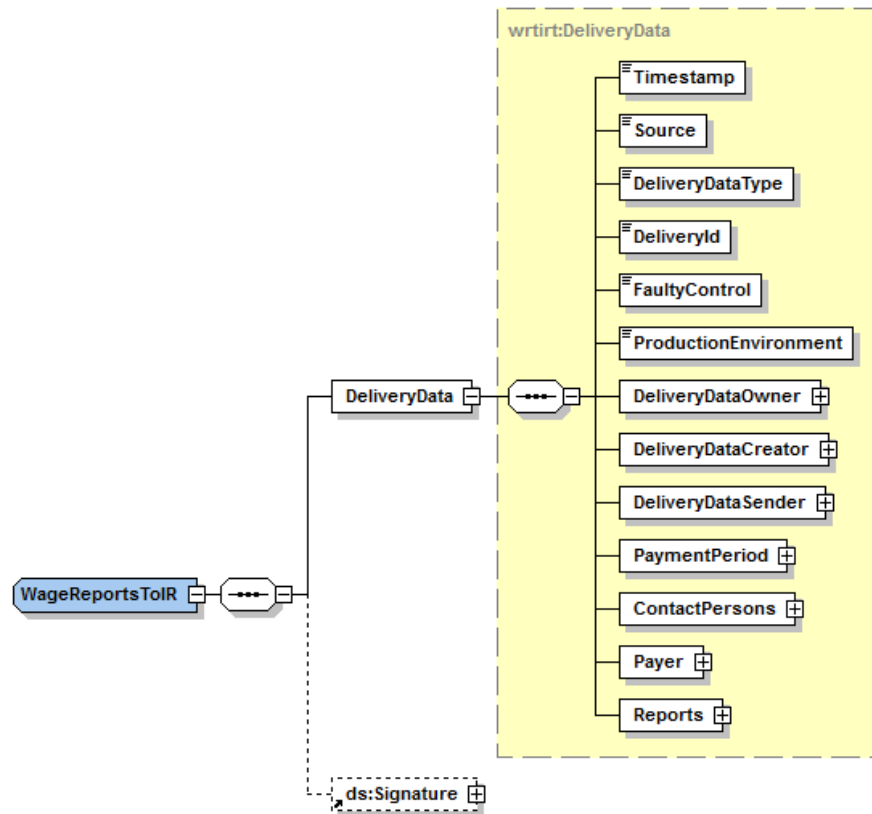 wrtirt:DeliveryData
Timestamp
Source
DeliveryDataType
DeliveryId
FaultyControl
ProductionEnvironment
DeliveryData
DeliveryDataOwner
DeliveryDataCreator
DeliveryDataSender
PaymentPeriod
WageReportsToIR
ContactPersons
Payer
Reports
ds:Signature